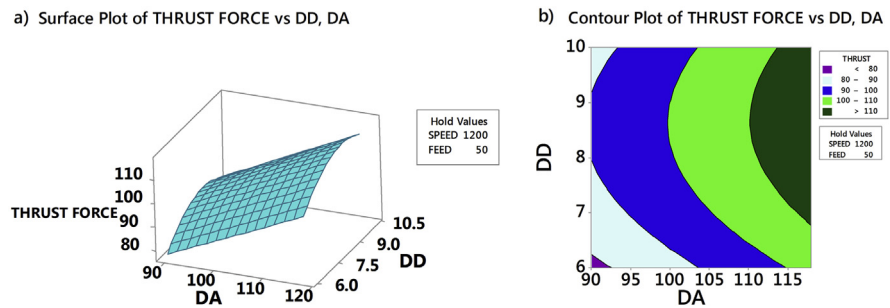 a) Surface Plot of THRUST FORCE vs DD, DA
110
100
90
80
THRUST FORCE
90
100
110
120
DA
6.0
7.5
9.0
10.5
DD
Hold Values
SPEED 1200
FEED 50
b) Contour Plot of THRUST FORCE vs DD, DA
10
9
8
7
6
DD
90 95 100 105 110 115
DA
THRUST
< 80
80 – 90
90 – 100
100 – 110
> 110
Hold Values
SPEED 1200
FEED 50